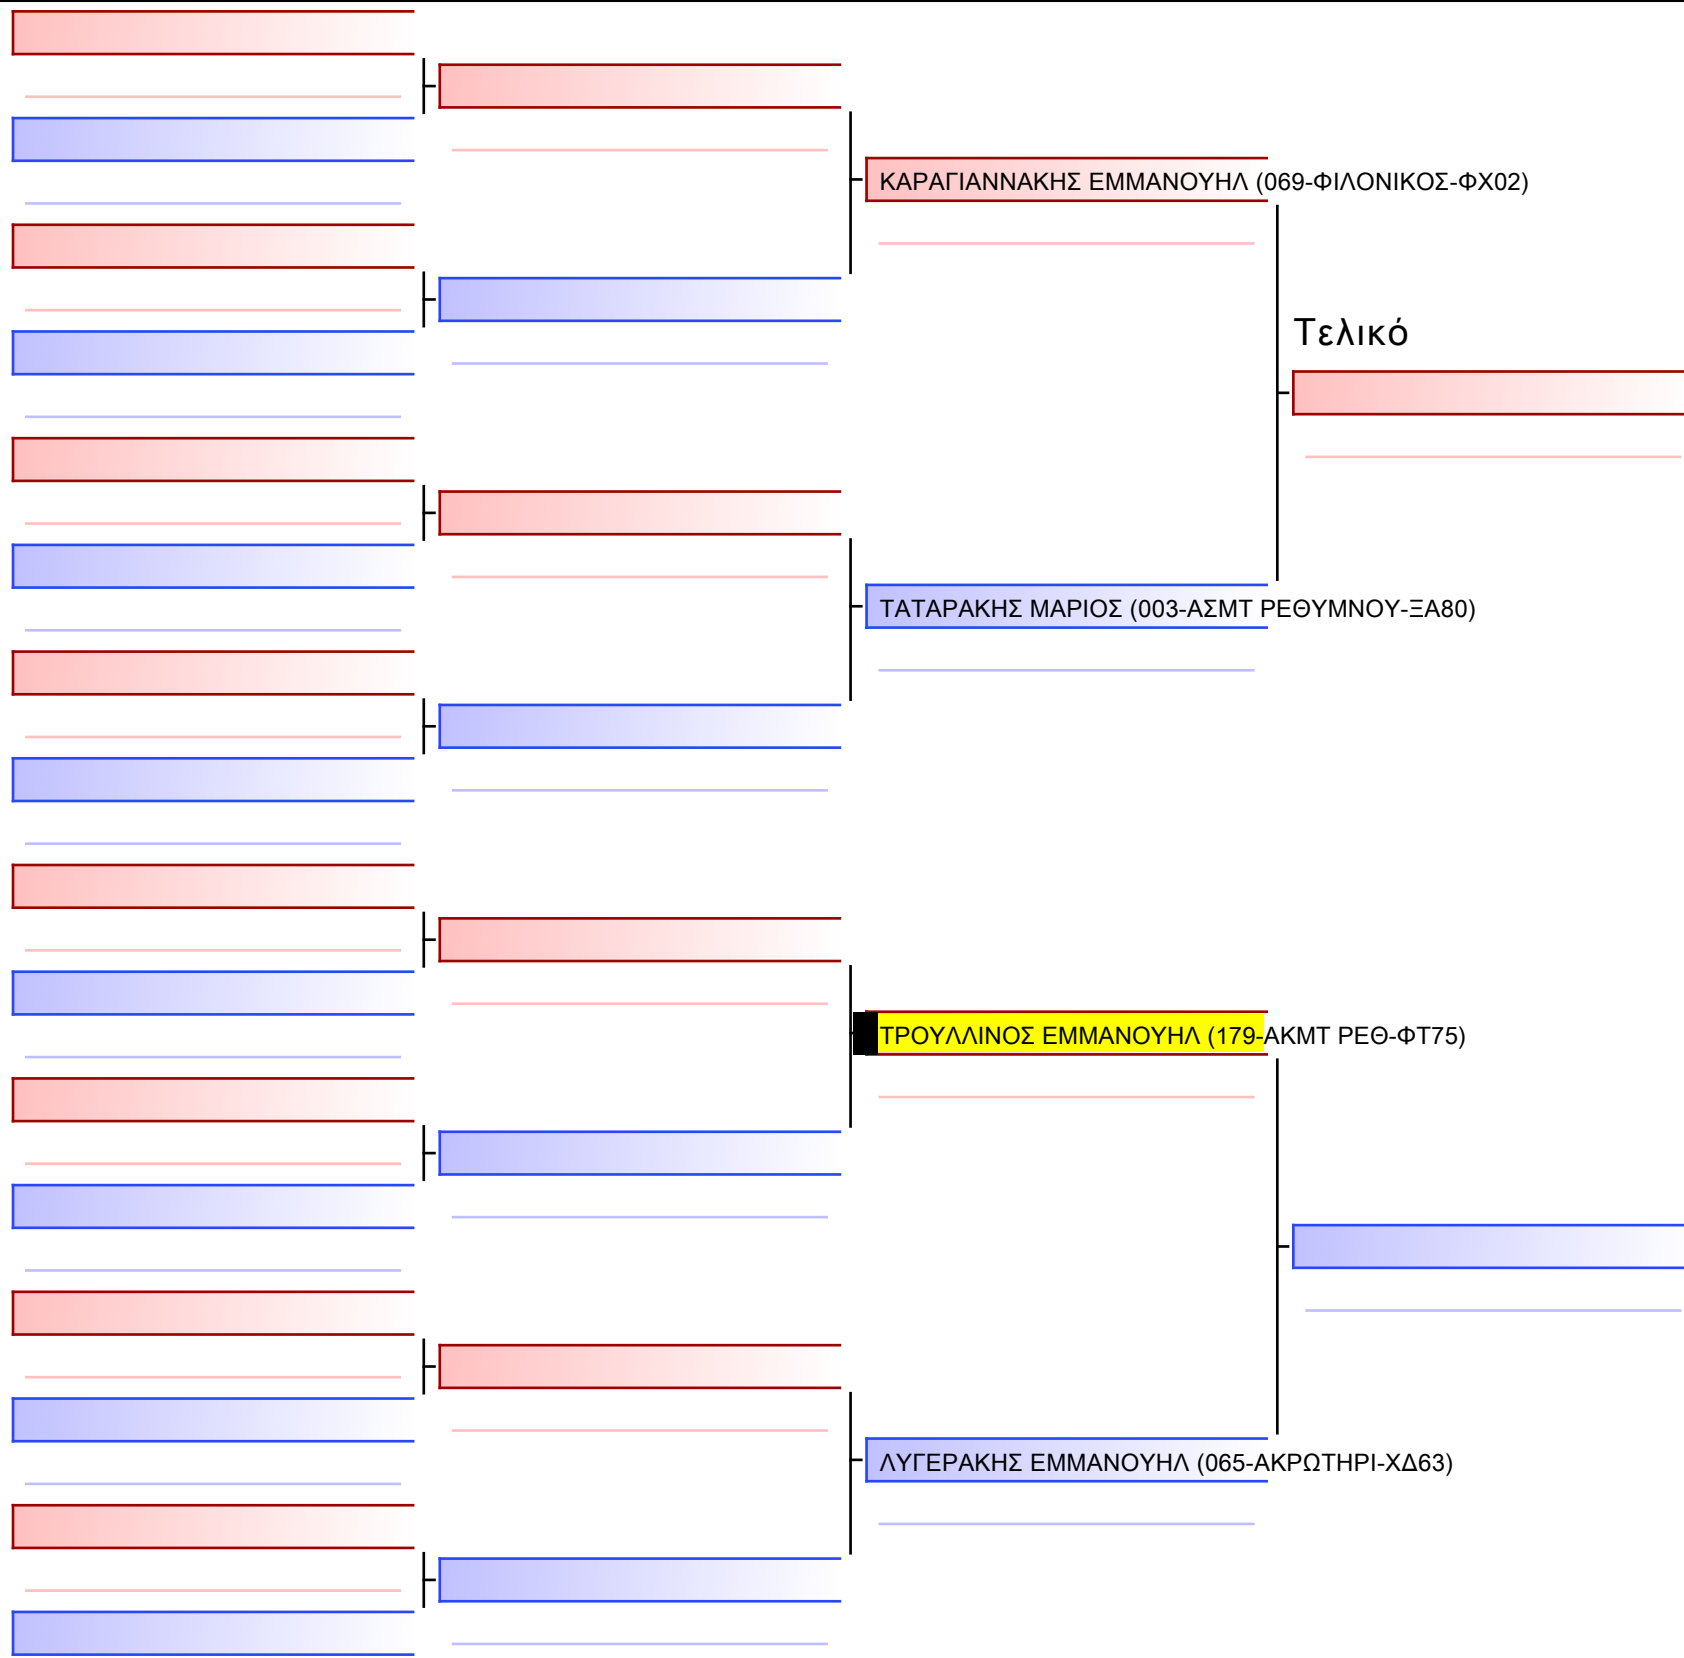 ΚΑΡΑΓΙΑΝΝΑΚΗΣ ΕΜΜΑΝΟΥΗΛ (069-ΦΙΛΟΝΙΚΟΣ-ΦΧ02)
Τελικό
ΤΑΤΑΡΑΚΗΣ ΜΑΡΙΟΣ (003-ΑΣΜΤ ΡΕΘΥΜΝΟΥ-ΞΑ80)
ΤΡΟΥΛΛΙΝΟΣ ΕΜΜΑΝΟΥΗΛ (179-ΑΚΜΤ ΡΕΘ-ΦΤ75)
ΛΥΓΕΡΑΚΗΣ ΕΜΜΑΝΟΥΗΛ (065-ΑΚΡΩΤΗΡΙ-ΧΔ63)